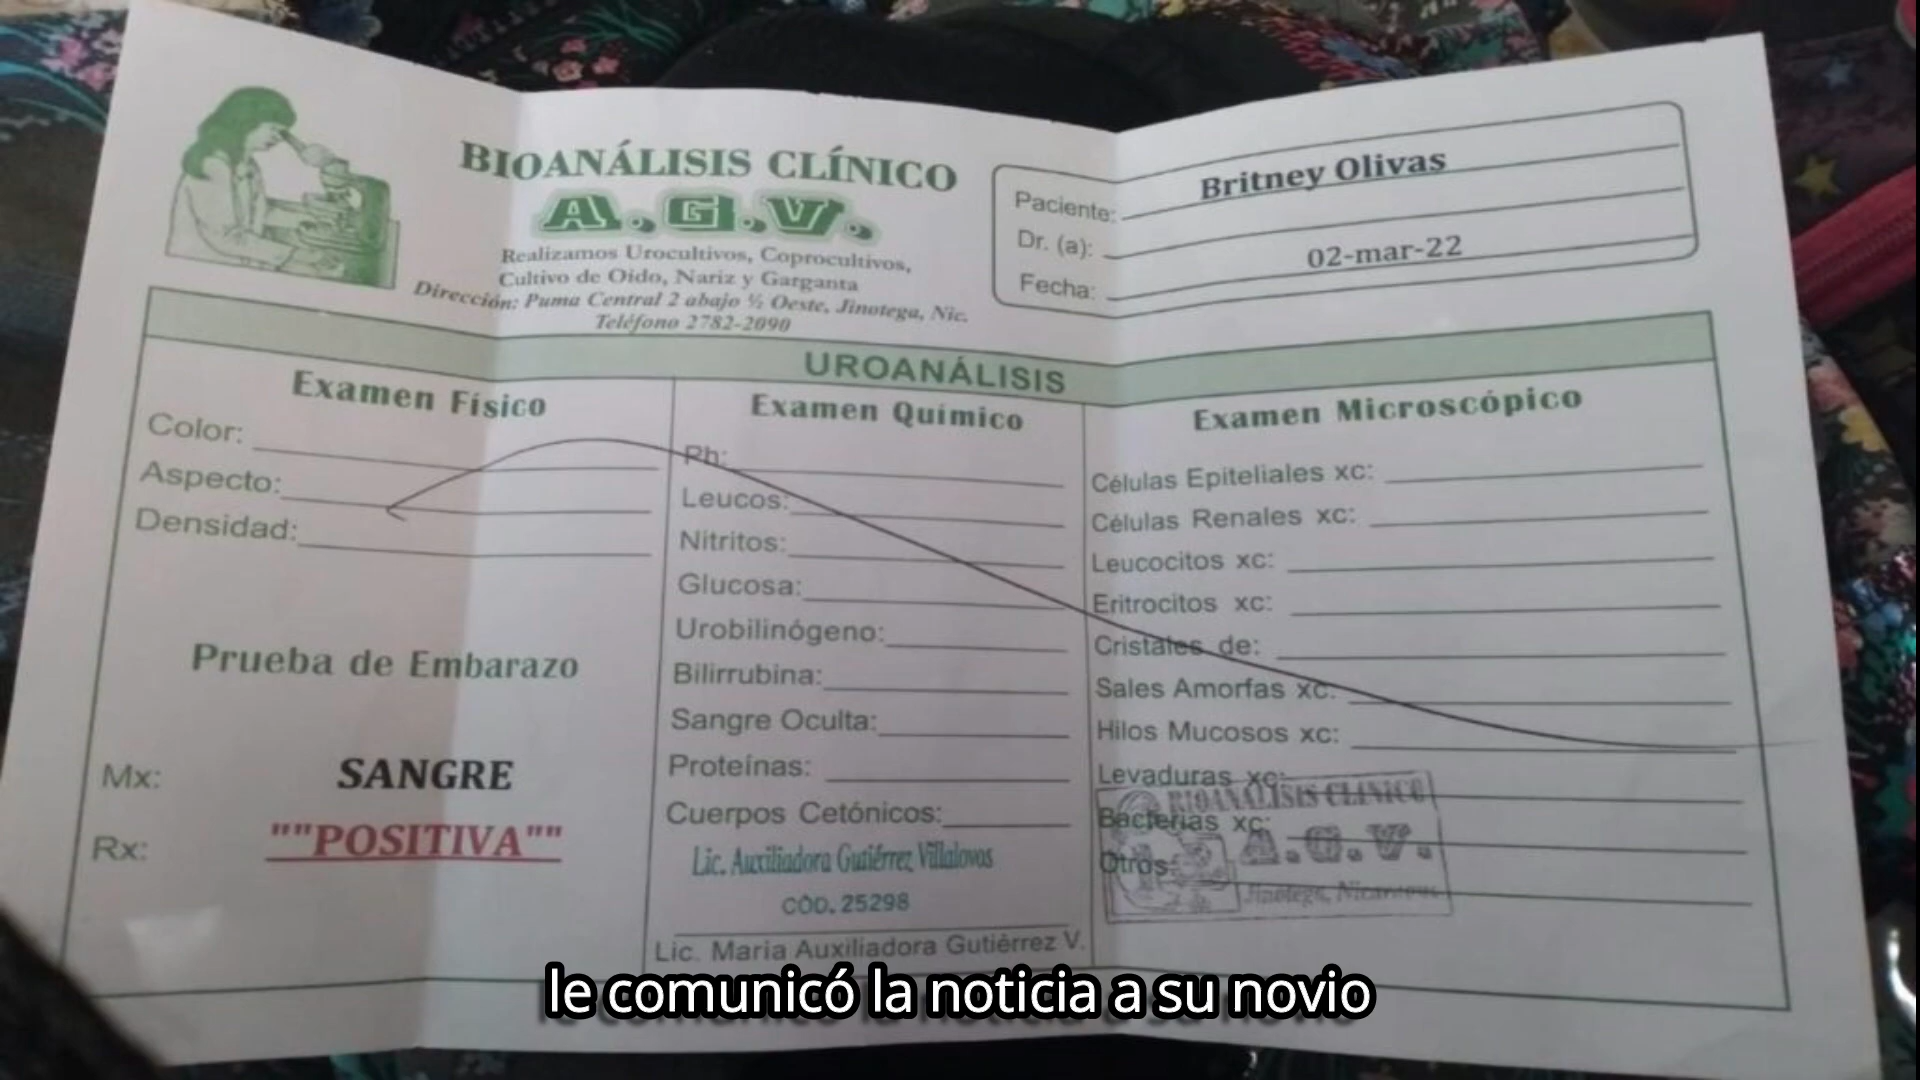 BIOANÁLISIS CLÍNICO
A.G.V.
Realizamos Urocultivos, Coprocultivos,
Cultivo de Oido, Nariz y Garganta
Dirección: Puma Central 2 abajo ½ Oeste, Jinotega, Nic.
Teléfono 2782-2090
Paciente: Britney Olivas
Dr. (a):
Fecha: 02-mar-22
UROANÁLISIS
Examen Físico
Color:
Aspecto:
Densidad:
Prueba de Embarazo
Mx: SANGRE
Rx: ""POSITIVA""
Examen Químico
Ph:
Leucos:
Nitritos:
Glucosa:
Urobilinógeno:
Bilirrubina:
Sangre Oculta:
Proteínas:
Cuerpos Cetónicos:
Lic. Auxiliadora Gutiérrez Villalovos
CÓD. 25298
Lic. María Auxiliadora Gutiérrez V.
Examen Microscópico
Células Epiteliales xc:
Células Renales xc:
Leucocitos xc:
Eritrocitos xc:
Cristales de:
Sales Amorfas xc:
Hilos Mucosos xc:
Levaduras xc:
Bacterias xc:
Otros:
BIOANÁLISIS CLINICO
A.G.V.
Jinotega, Nicaragua
le comunicó la noticia a su novio